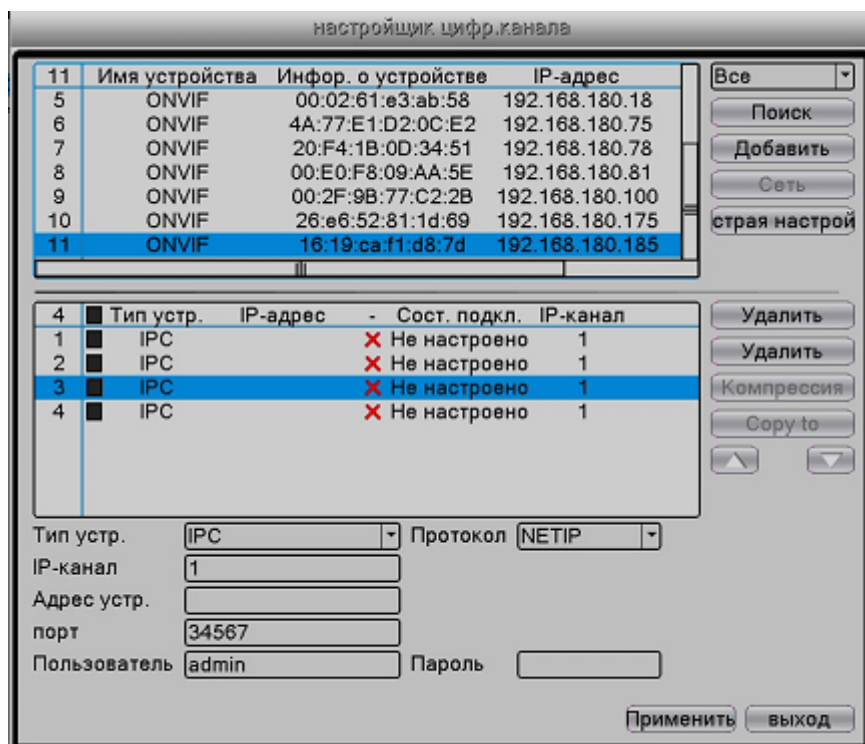 настройщик цифр.канала
11 Имя устройства Инфор. о устройстве IP-адрес
5 ONVIF 00:02:61:e3:ab:58 192.168.180.18
6 ONVIF 4A:77:E1:D2:0C:E2 192.168.180.75
7 ONVIF 20:F4:1B:0D:34:51 192.168.180.78
8 ONVIF 00:E0:F8:09:AA:5E 192.168.180.81
9 ONVIF 00:2F:9B:77:C2:2B 192.168.180.100
10 ONVIF 26:e6:52:81:1d:69 192.168.180.175
11 ONVIF 16:19:ca:f1:d8:7d 192.168.180.185
Все
Поиск
Добавить
Сеть
страя настрой
4 Тип устр. IP-адрес - Сост. подкл. IP-канал
1 IPC Не настроено 1
2 IPC Не настроено 1
3 IPC Не настроено 1
4 IPC Не настроено 1
Удалить
Удалить
Компрессия
Copy to
Тип устр. IPC Протокол NETIP
IP-канал 1
Адрес устр.
порт 34567
Пользователь admin Пароль
Применить выход